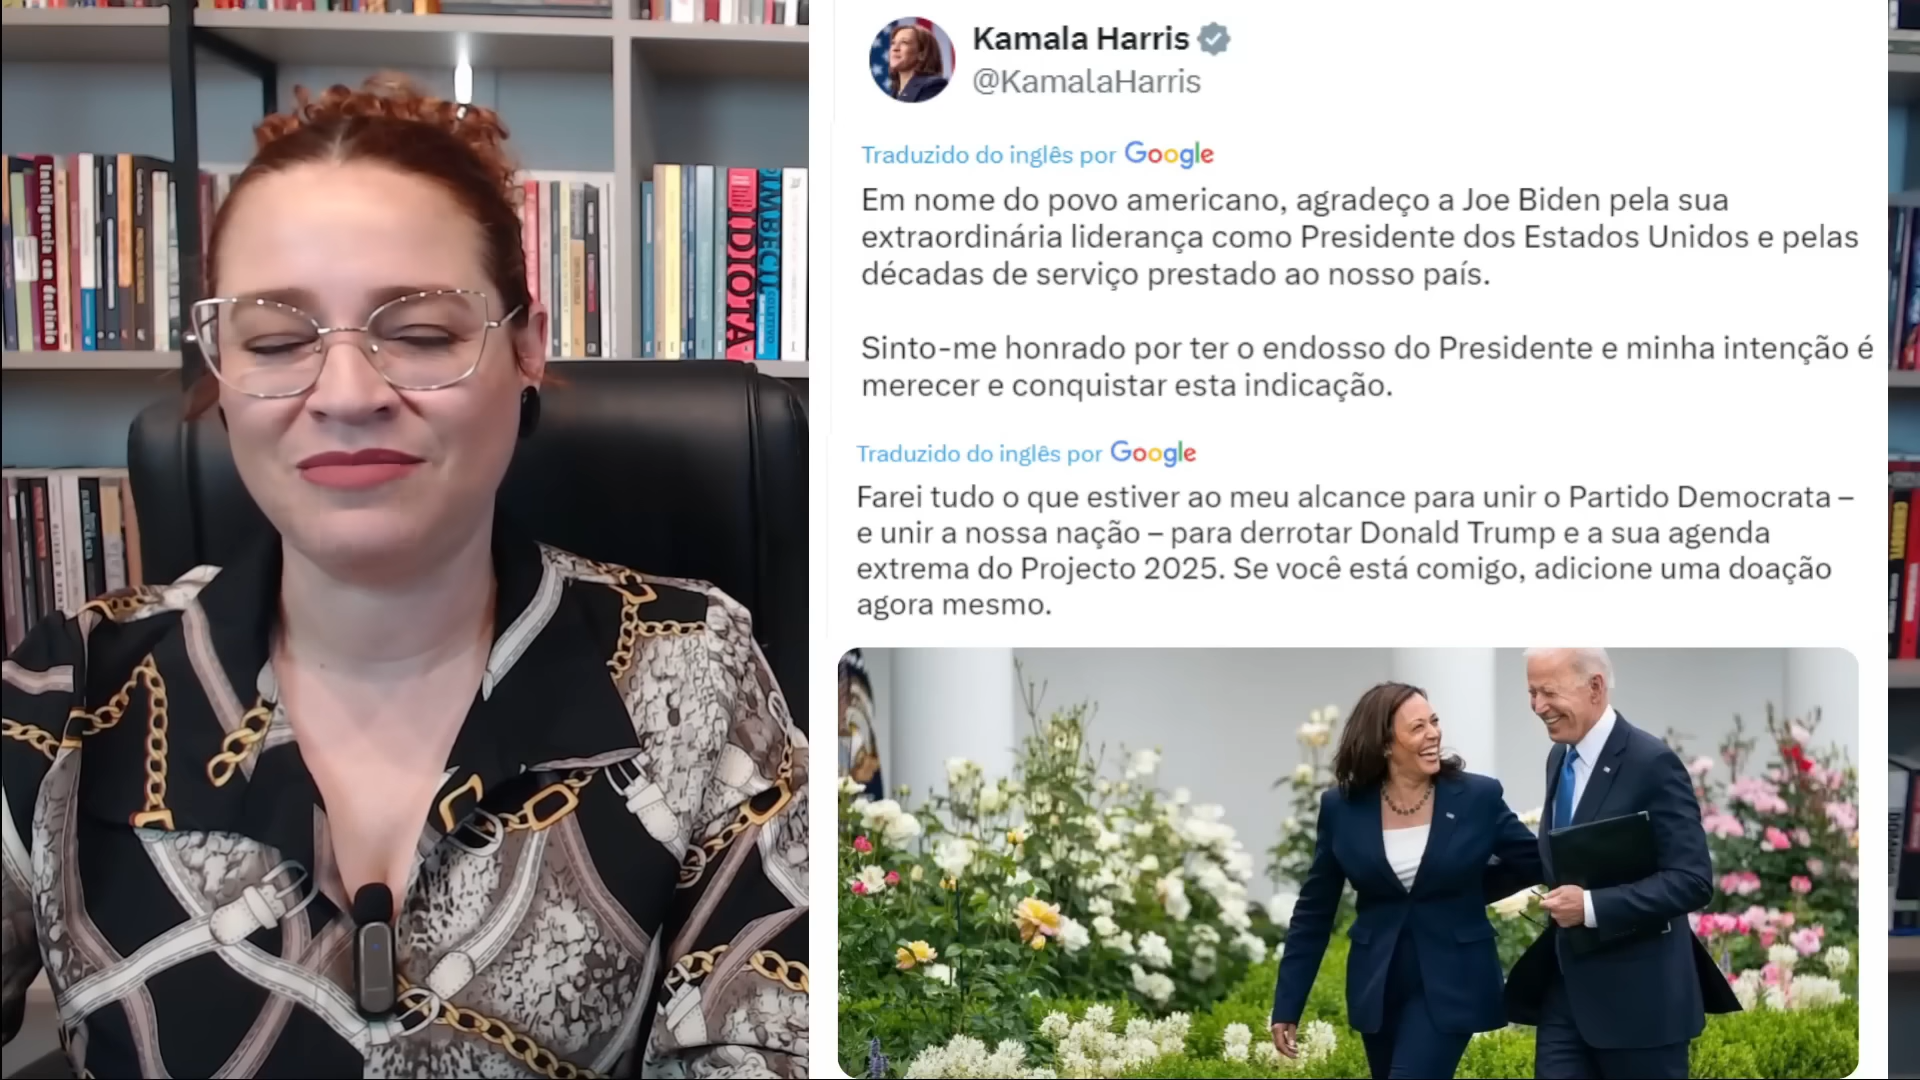 Kamala Harris
@KamalaHarris
Traduzido do inglês por Google
Em nome do povo americano, agradeço a Joe Biden pela sua
extraordinária liderança como Presidente dos Estados Unidos e pelas
décadas de serviço prestado ao nosso país.
Sinto-me honrado por ter o endosso do Presidente e minha intenção é
merecer e conquistar esta indicação.
Traduzido do inglês por Google
Farei tudo o que estiver ao meu alcance para unir o Partido Democrata –
e unir a nossa nação – para derrotar Donald Trump e a sua agenda
extrema do Projecto 2025. Se você está comigo, adicione uma doação
agora mesmo.
Inteligência em declínio
IDIOTA
IMBECIL
COLETIVO